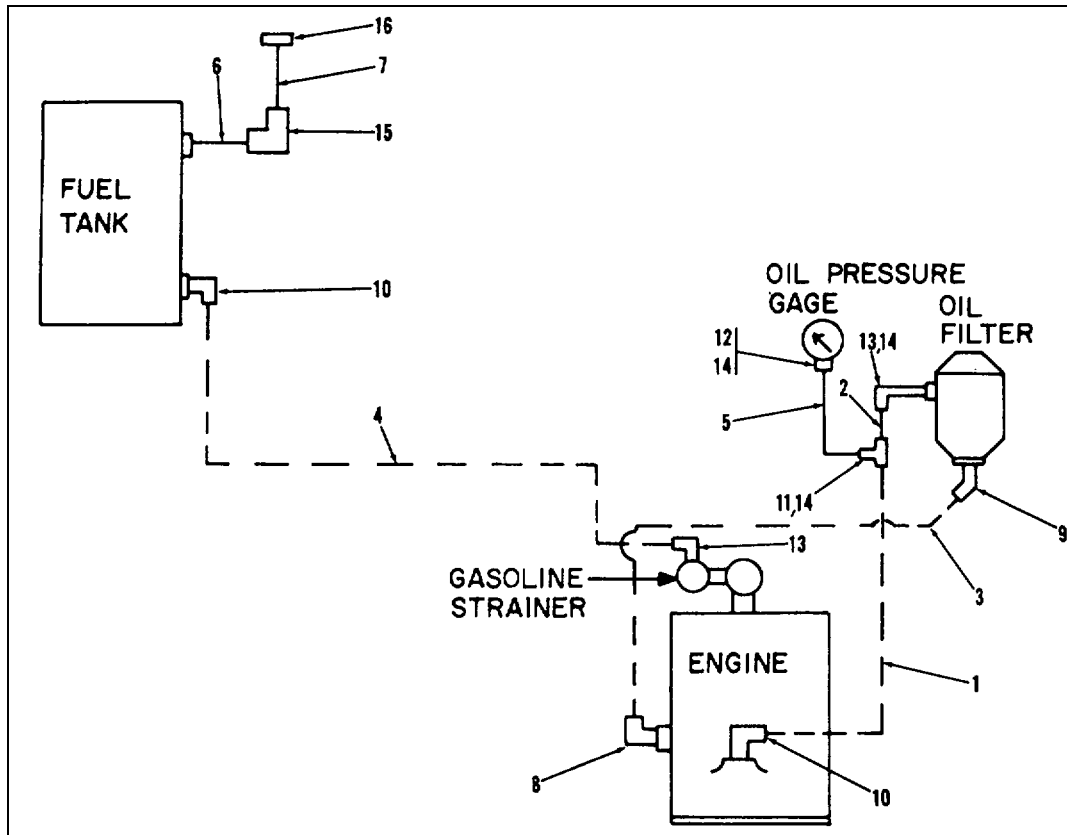 16
6
7
15
FUEL
TANK
10
OIL PRESSURE
GAGE
OIL
FILTER
12
14
13,14
2
5
4
11,14
9
13
3
GASOLINE
STRAINER
ENGINE
1
8
10